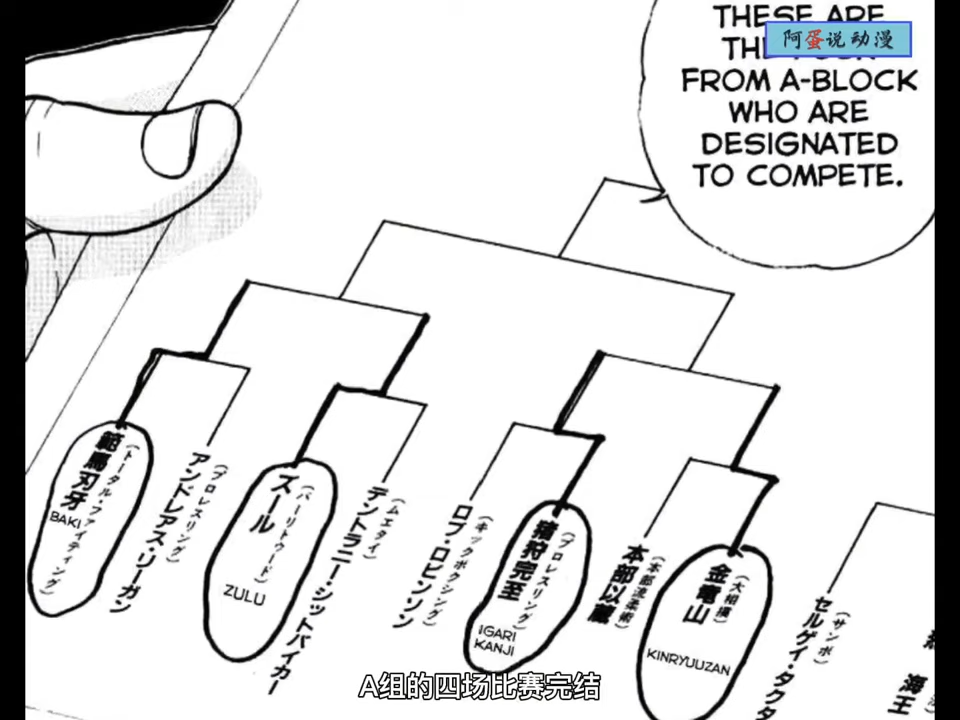 THESE ARE
FROM A-BLOCK
WHO ARE
DESIGNATED
TO COMPETE.
阿蛋说动漫
範馬刃牙
(トータル・ファイティング)
BAKI
アンドレアス・リーガン
(プロレスリング)
ズール
(バーリトゥード)
ZULU
テントラニー・シットパイカー
(ムエタイ)
ロブ・ロビンソン
(キックボクシング)
猪狩完至
(プロレスリング)
IGARI
KANJI
本部以蔵
(本部流柔術)
金竜山
(大相撲)
KINRYUUZAN
セルゲイ・タクタ
(サンボ)
海王
A组的四场比赛完结